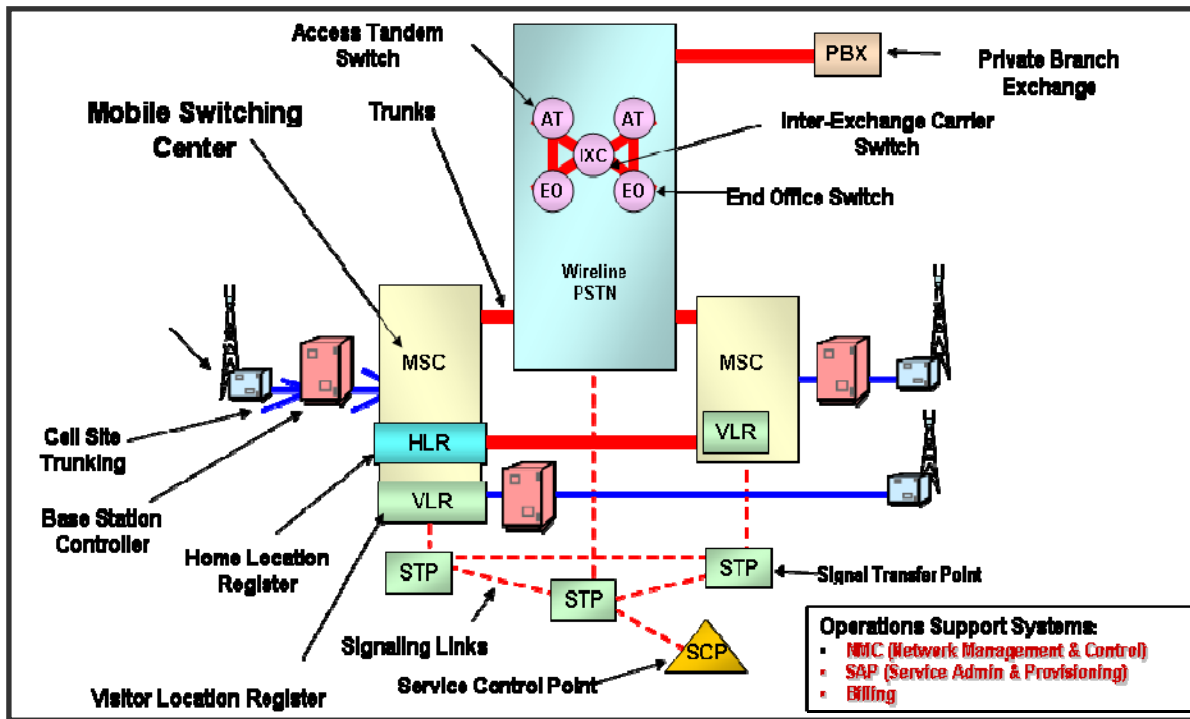 Access Tandem
Switch
PBX
Private Branch
Exchange
Mobile Switching
Center
Trunks
AT
AT
IXC
EO
EO
Inter-Exchange Carrier
Switch
End Office Switch
Wireline
PSTN
MSC
MSC
Cell Site
Trunking
HLR
VLR
VLR
Base Station
Controller
Home Location
Register
STP
STP
STP
Signal Transfer Point
Signaling Links
SCP
Service Control Point
Visitor Location Register
Operations Support Systems:
▪ NMC (Network Management & Control)
▪ SAP (Service Admin & Provisioning)
▪ Billing